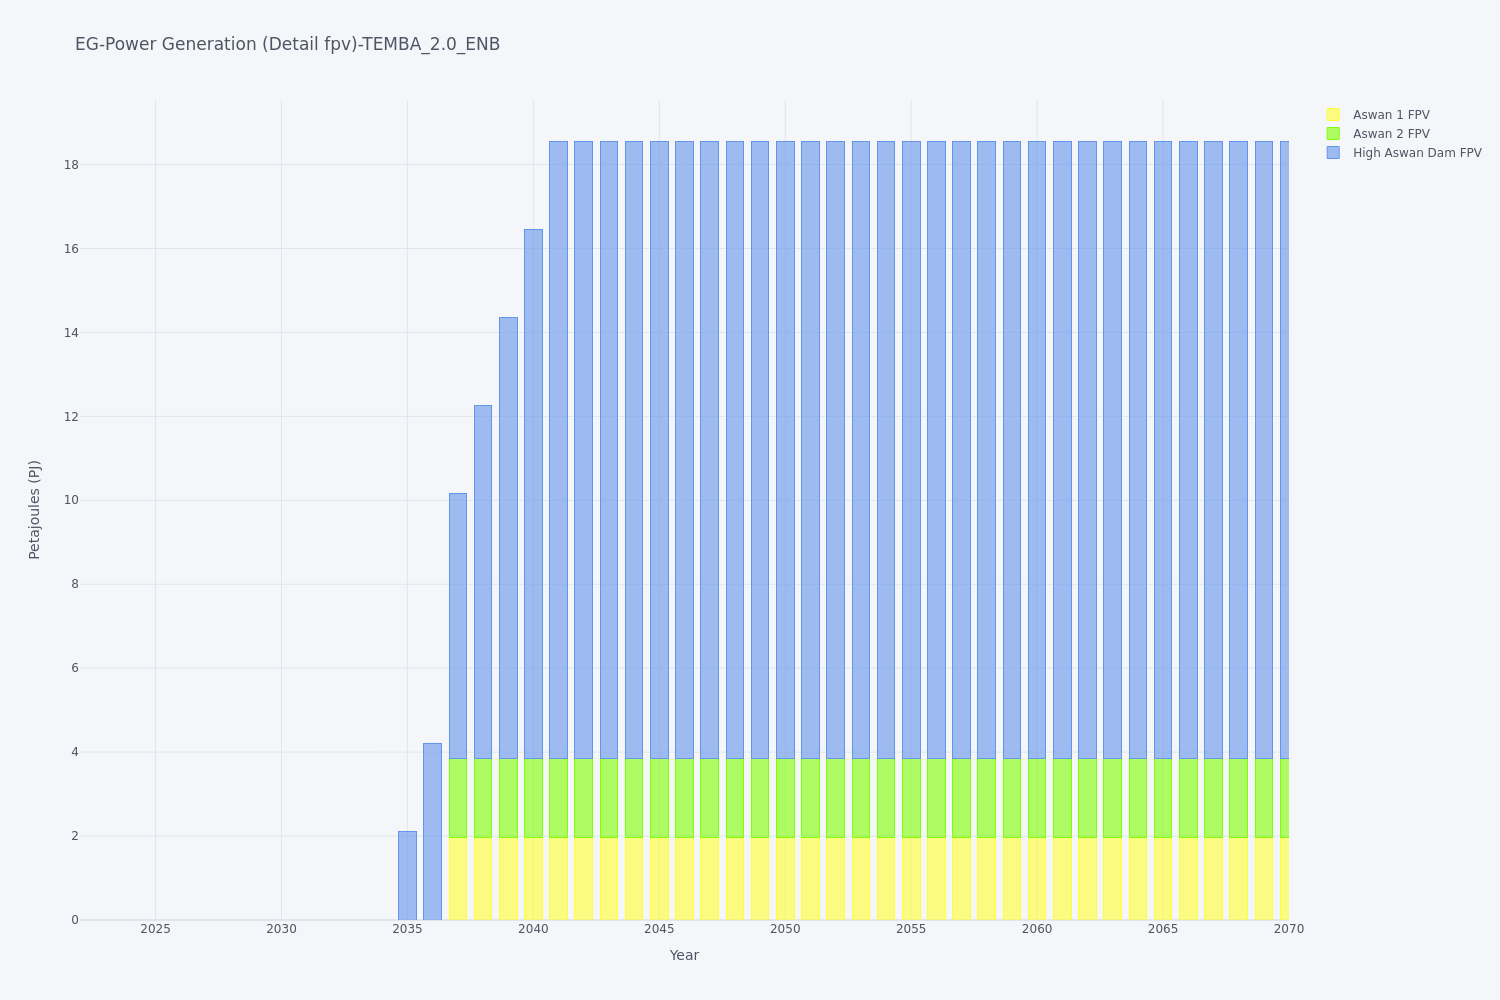 EG-Power Generation (Detail fpv)-TEMBA_2.0_ENB
Aswan 1 FPV
Aswan 2 FPV
High Aswan Dam FPV
Petajoules (PJ)
18
16
14
12
10
8
6
4
2
0
2025 2030 2035 2040 2045 2050 2055 2060 2065 2070
Year